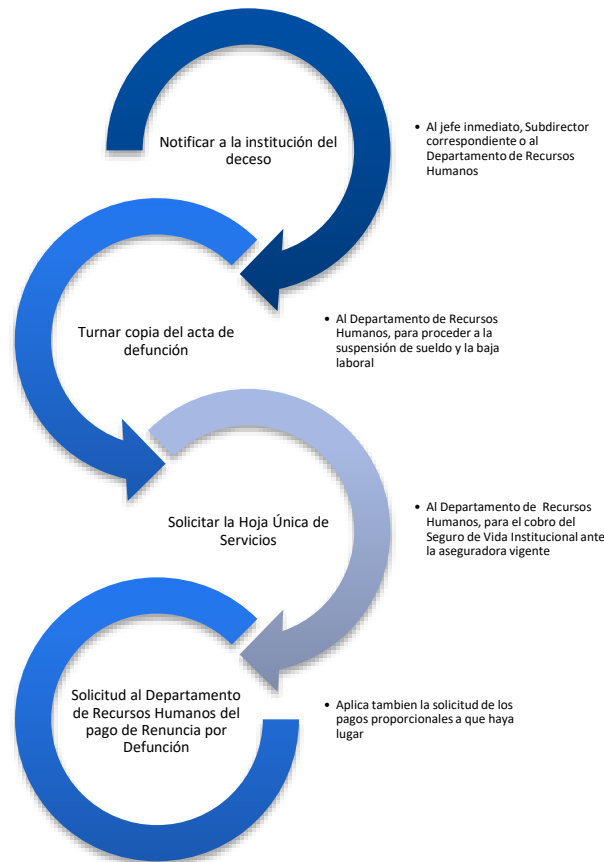 Notificar a la institución del
deceso
• Al jefe inmediato, Subdirector
correspondiente o al
Departamento de Recursos
Humanos
Turnar copia del acta de
defunción
• Al Departamento de Recursos
Humanos, para proceder a la
suspensión de sueldo y la baja
laboral
Solicitar la Hoja Única de
Servicios
• Al Departamento de Recursos
Humanos, para el cobro del
Seguro de Vida Institucional ante
la aseguradora vigente
Solicitud al Departamento
de Recursos Humanos del
pago de Renuncia por
Defunción
• Aplica tambien la solicitud de los
pagos proporcionales a que haya
lugar